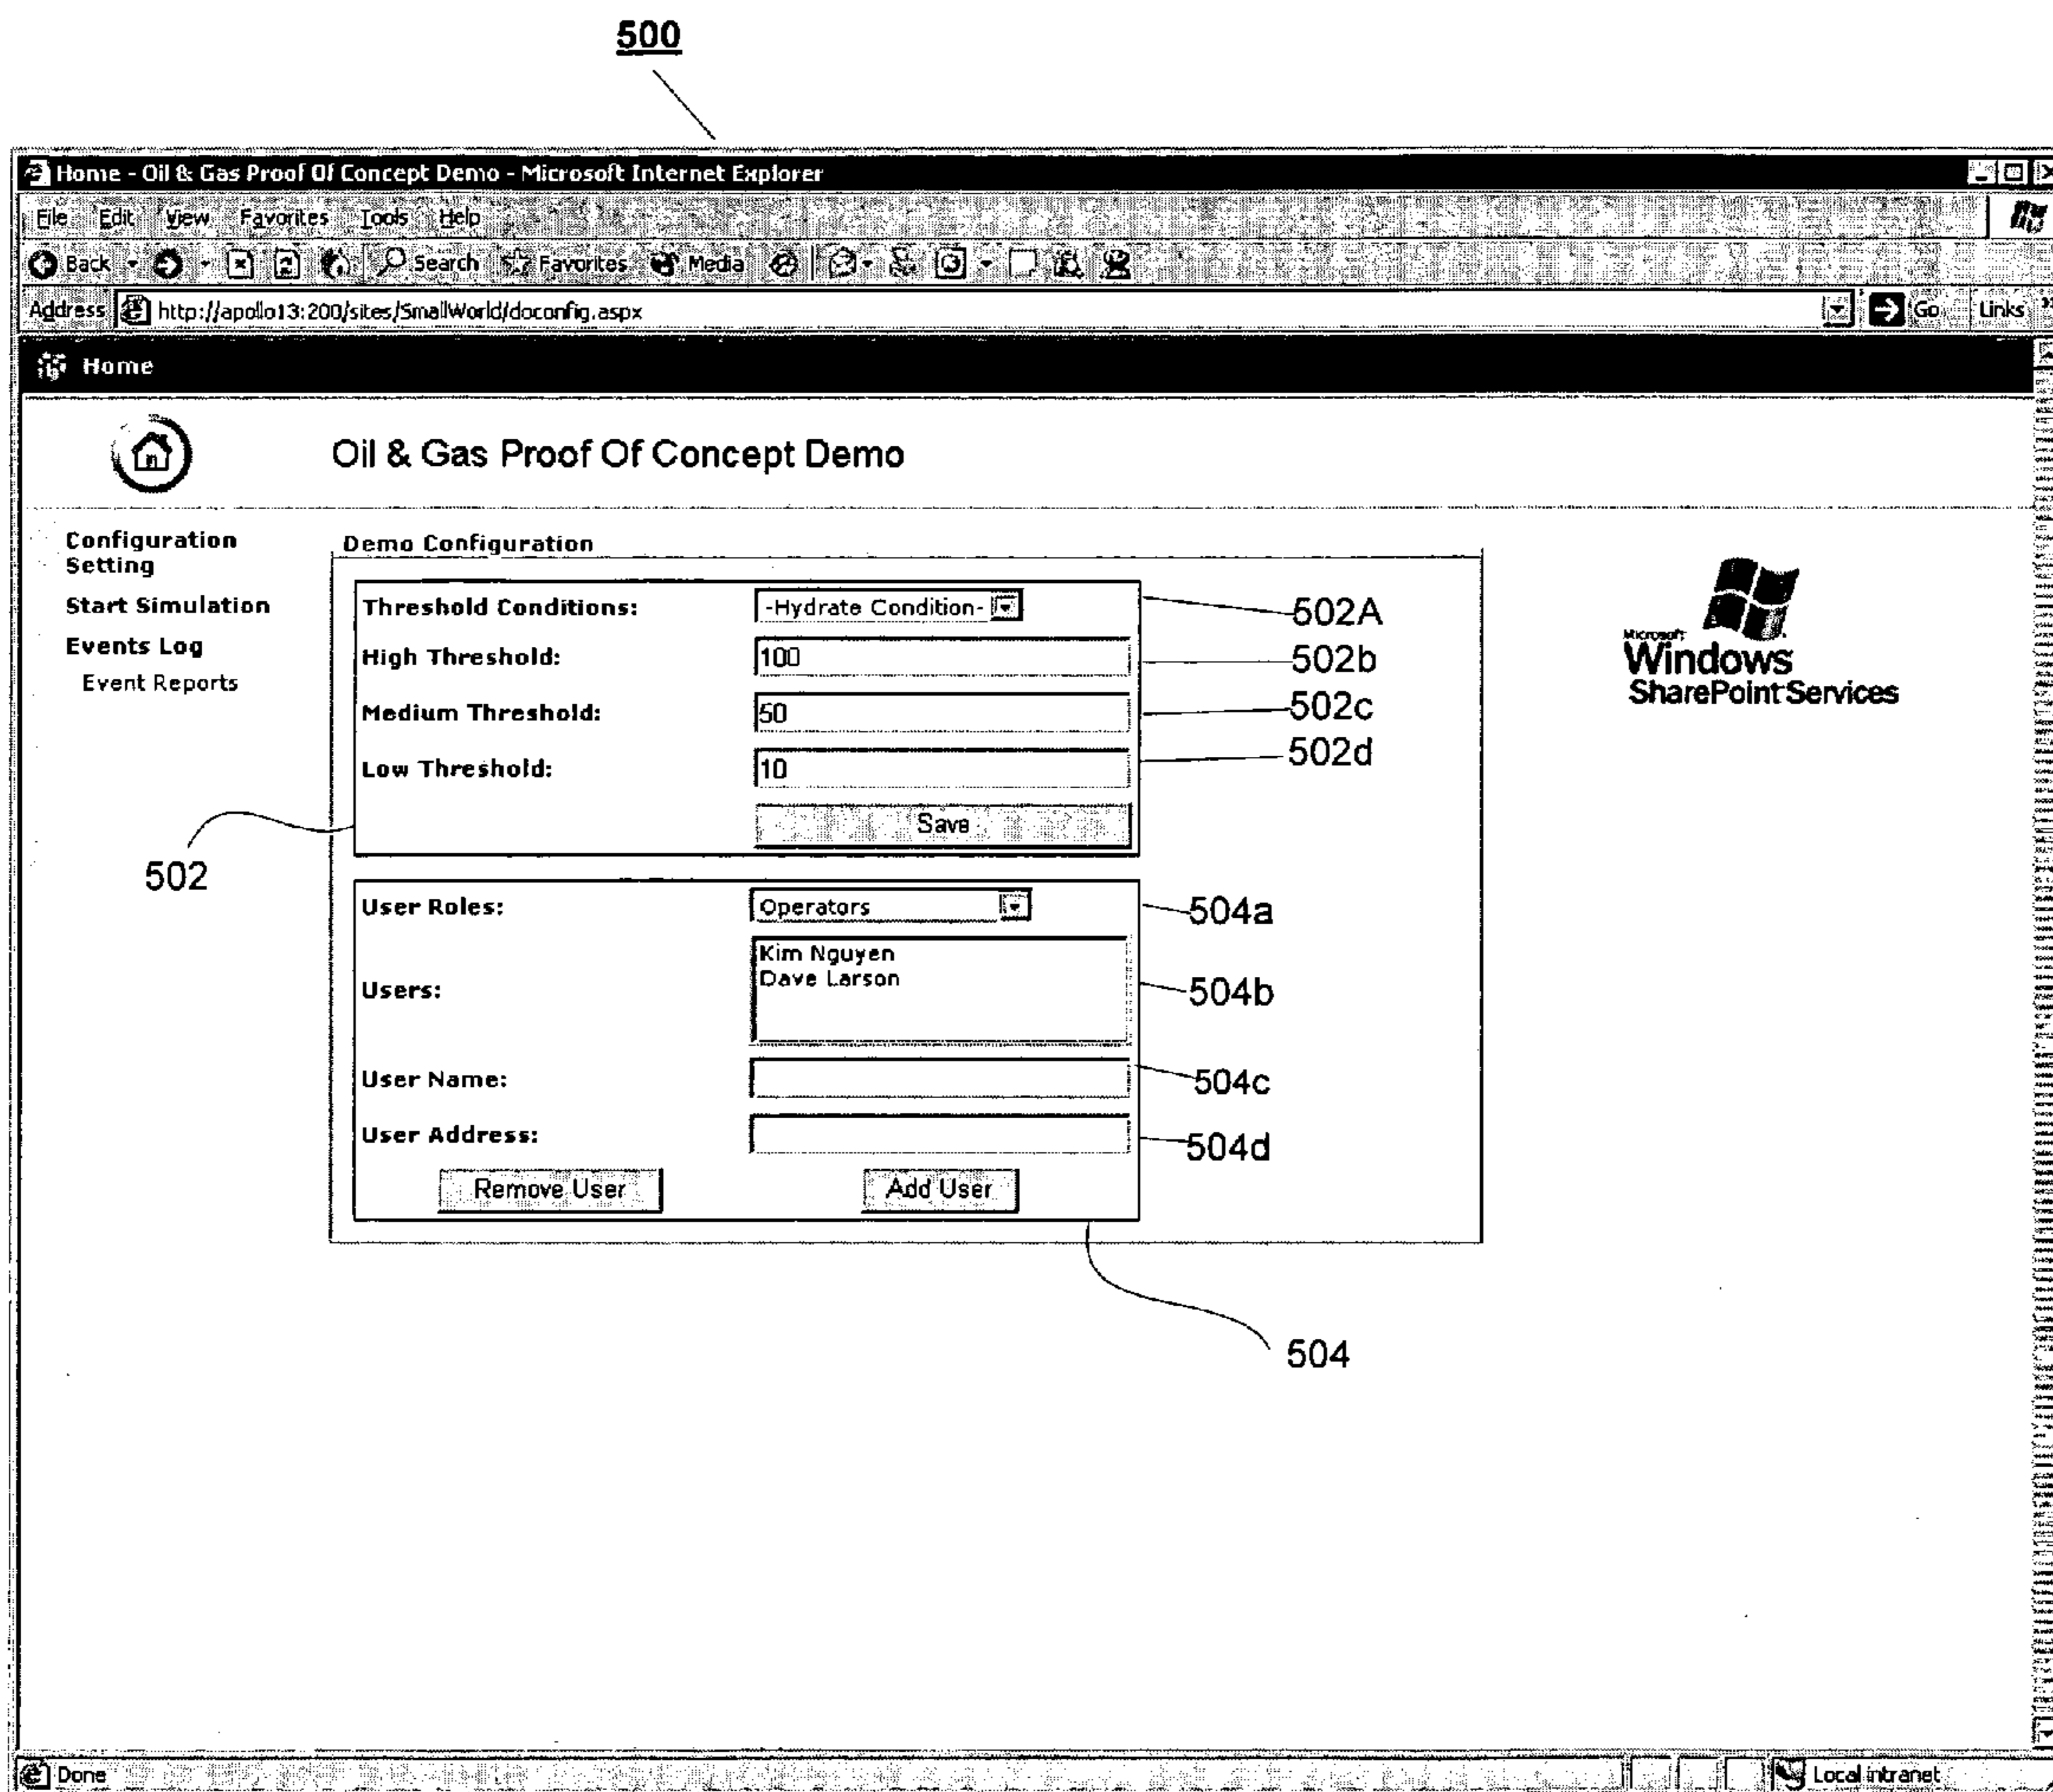 500
Home - Oil & Gas Proof Of Concept Demo - Microsoft Internet Explorer
File Edit View Favorites Tools Help
Back Search Favorites Media
Address http://apollo13:200/sites/SmallWorld/doconfig.aspx Go Links »
Home
Oil & Gas Proof Of Concept Demo
Configuration Setting
Start Simulation
Events Log
Event Reports
Demo Configuration
Threshold Conditions: -Hydrate Condition- 502A
High Threshold: 100 502b
Medium Threshold: 50 502c
Low Threshold: 10 502d
Save
502
User Roles: Operators 504a
Users: Kim Nguyen
Dave Larson
504b
User Name: 504c
User Address: 504d
Remove User Add User
504
Microsoft
Windows
SharePoint Services
Done Local intranet